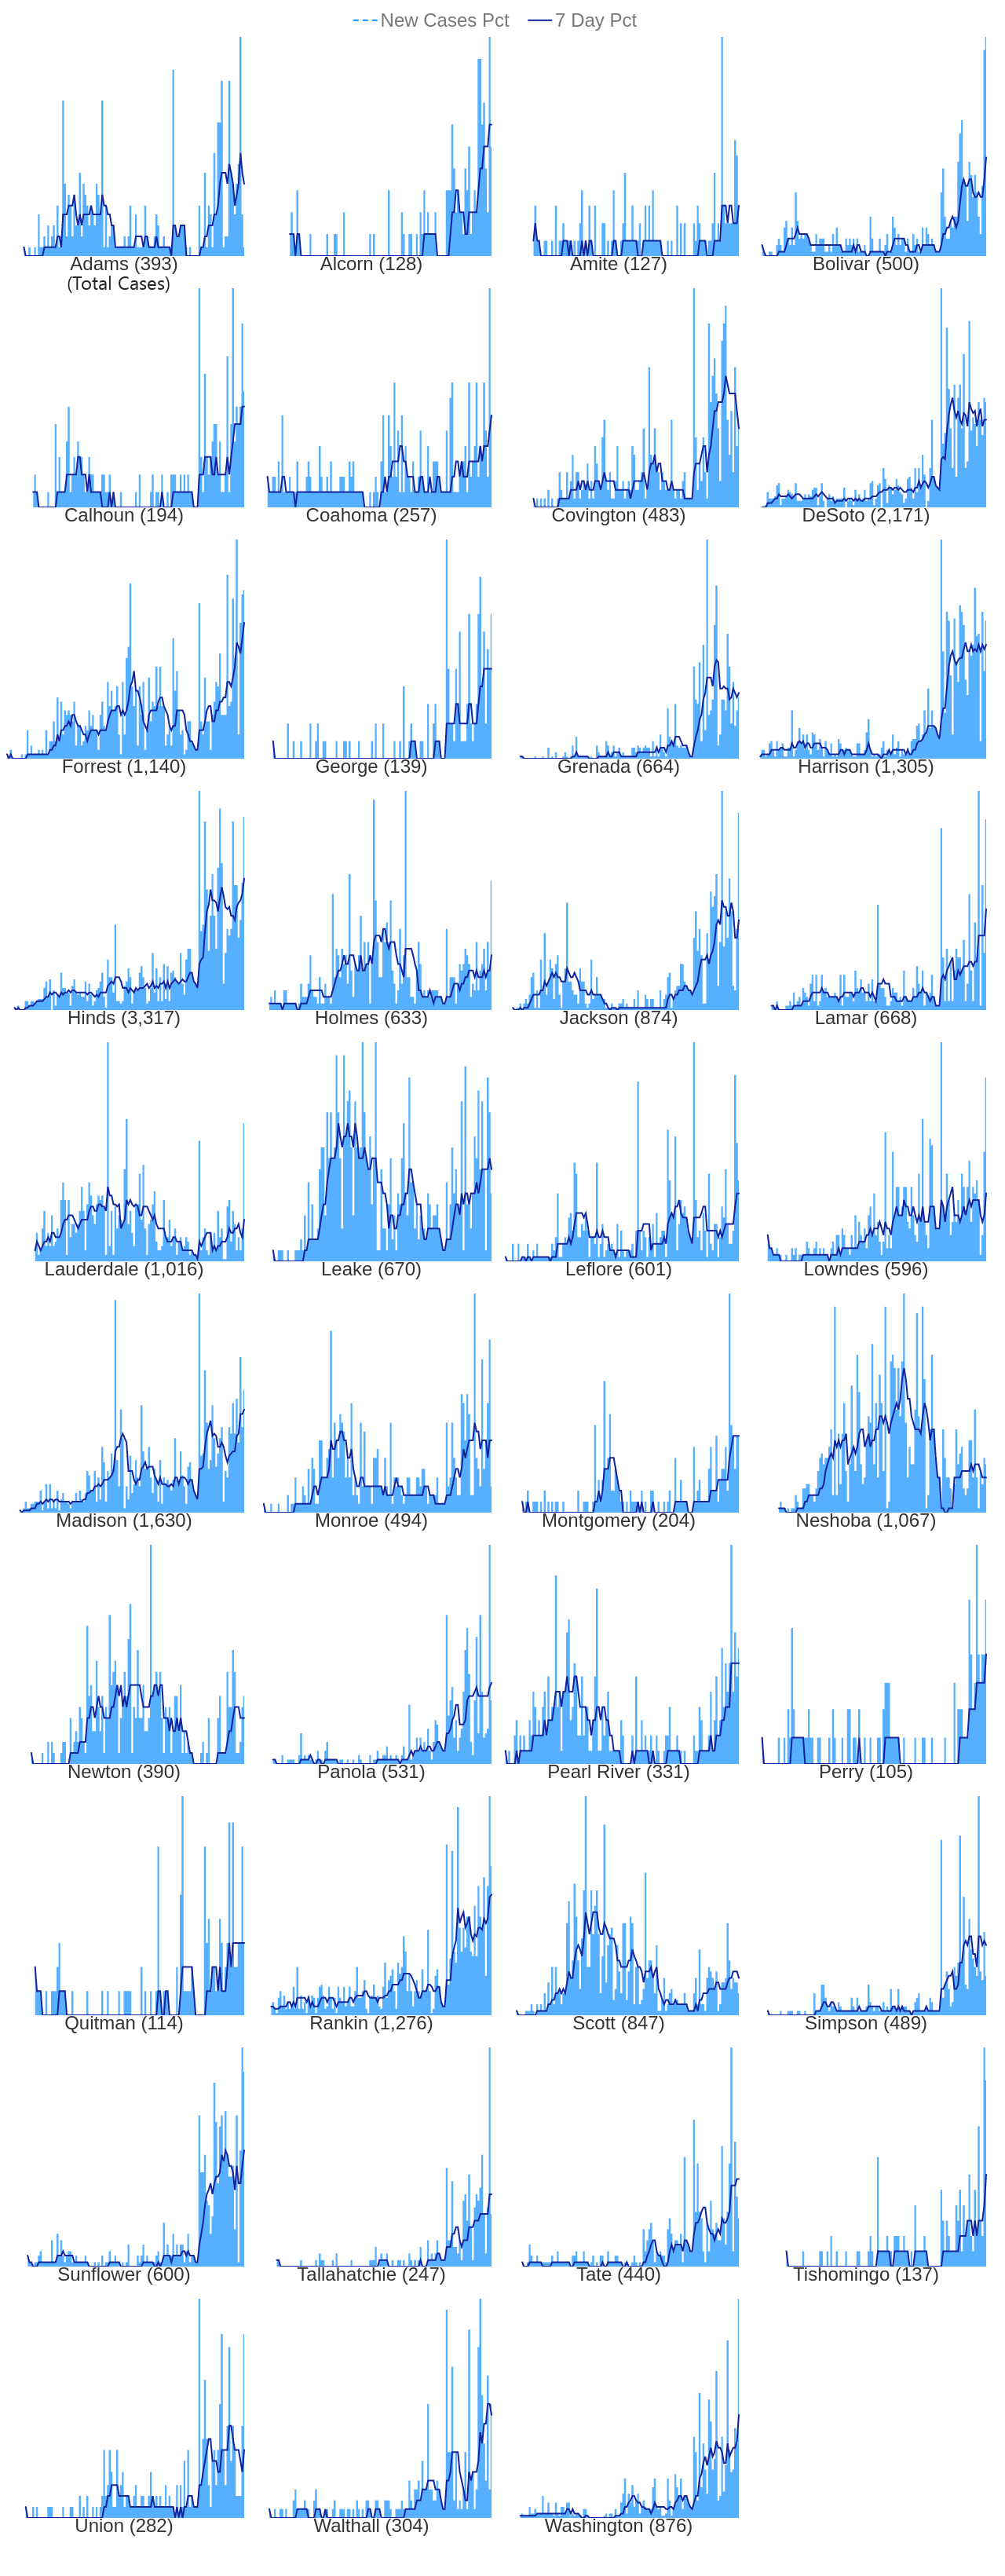 New Cases Pct 7 Day Pct
Adams (393) Alcorn (128) Amite (127) Bolivar (500)
(Total Cases)
Calhoun (194) Coahoma (257) Covington (483) DeSoto (2,171)
Forrest (1,140) George (139) Grenada (664) Harrison (1,305)
Hinds (3,317) Holmes (633) Jackson (874) Lamar (668)
Lauderdale (1,016) Leake (670) Leflore (601) Lowndes (596)
Madison (1,630) Monroe (494) Montgomery (204) Neshoba (1,067)
Newton (390) Panola (531) Pearl River (331) Perry (105)
Quitman (114) Rankin (1,276) Scott (847) Simpson (489)
Sunflower (600) Tallahatchie (247) Tate (440) Tishomingo (137)
Union (282) Walthall (304) Washington (876)